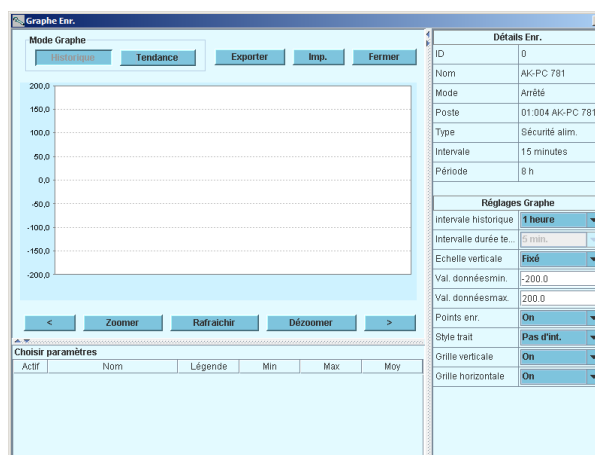 Graphe Enr.
Mode Graphe
Historique Tendance Exporter Imp. Fermer
200,0
150,0
100,0
50,0
0,0
-50,0
-100,0
-150,0
-200,0
< Zoomer Rafraichir Dézoomer >
Choisir paramètres
Actif Nom Légende Min Max Moy
Détails Enr.
ID 0
Nom AK-PC 781
Mode Arrêté
Poste 01:004 AK-PC 781
Type Sécurité alim.
Intervale 15 minutes
Période 8 h
Réglages Graphe
intervale historique 1 heure
Intervalle durée te... 5 min.
Echelle verticale Fixé
Val. donnéesmin. -200.0
Val. donnéesmax. 200.0
Points enr. On
Style trait Pas d'int.
Grille verticale On
Grille horizontale On